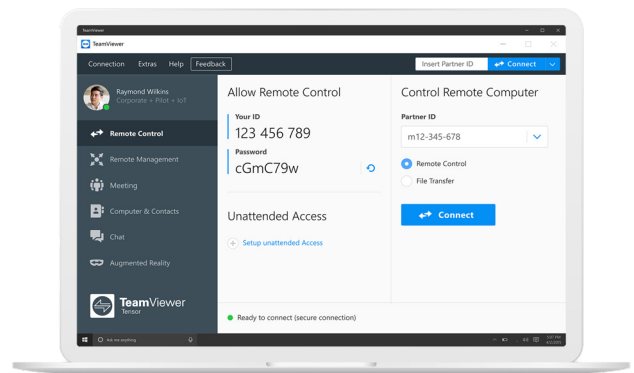 TeamViewer
TeamViewer
Connection Extras Help Feedback
Insert Partner ID
Connect
Raymond Wilkins
Corporate + Pilot + IoT
Remote Control
Remote Management
Meeting
Computer & Contacts
Chat
Augmented Reality
TeamViewer
Tensor
Allow Remote Control
Your ID
123 456 789
Password
cGmC79w
Unattended Access
Setup unattended Access
Ready to connect (secure connection)
Control Remote Computer
Partner ID
m12-345-678
Remote Control
File Transfer
Connect
Ask me anything